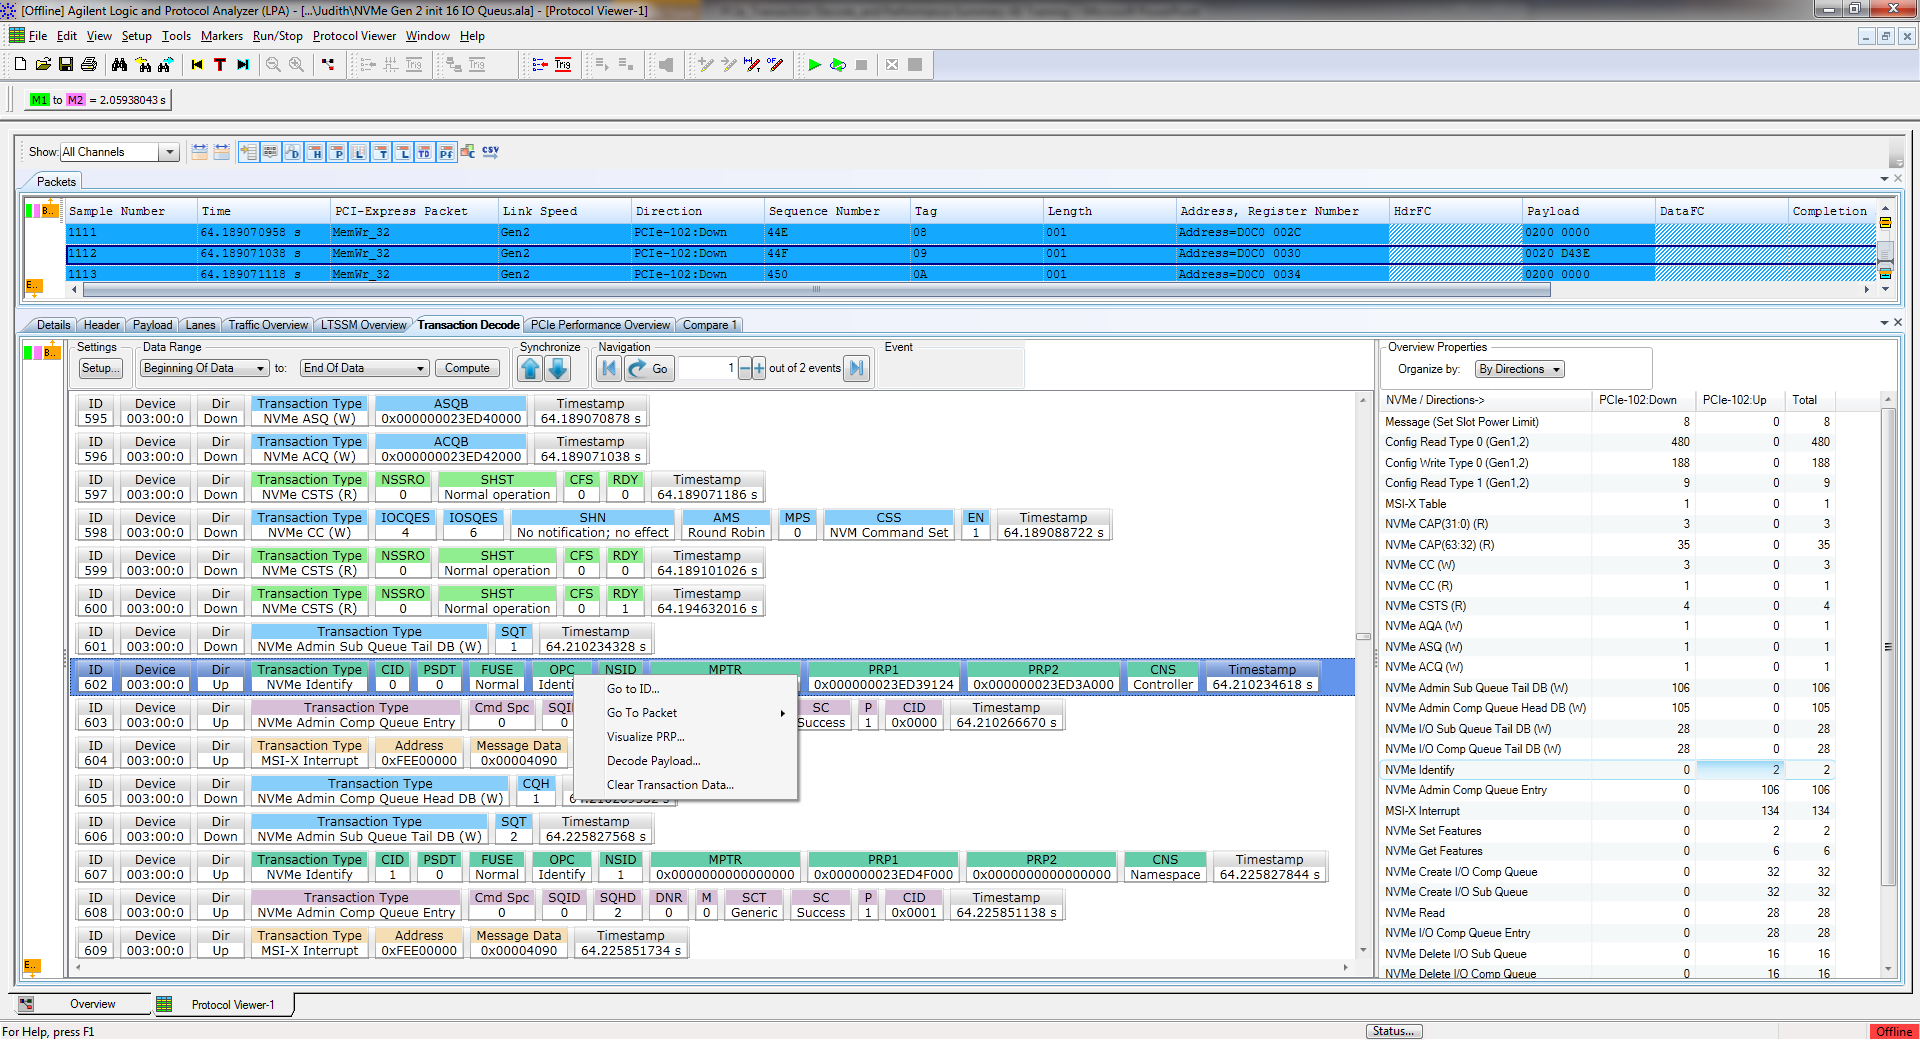 [Offline] Agilent Logic and Protocol Analyzer (LPA) - [...\Judith\NVMe Gen 2 init 16 IO Queus.ala] - [Protocol Viewer-1]
File Edit View Setup Tools Markers Run/Stop Protocol Viewer Window Help
M1 to M2 = 2.05938043 s
Show: All Channels
Packets
Sample Number Time PCI-Express Packet Link Speed Direction Sequence Number Tag Length Address, Register Number HdrFC Payload DataFC Completion
1111 64.189070958 s MemWr_32 Gen2 PCIe-102:Down 44E 08 001 Address=D0C0 002C 0200 0000
1112 64.189071038 s MemWr_32 Gen2 PCIe-102:Down 44F 09 001 Address=D0C0 0030 0020 D43E
1113 64.189071118 s MemWr_32 Gen2 PCIe-102:Down 450 0A 001 Address=D0C0 0034 0200 0000
Details Header Payload Lanes Traffic Overview LTSSM Overview Transaction Decode PCIe Performance Overview Compare 1
Settings Data Range Synchronize Navigation Event
Setup... Beginning Of Data to: End Of Data Compute Go 1 out of 2 events
ID Device Dir Transaction Type ASQB Timestamp
595 003:00:0 Down NVMe ASQ (W) 0x000000023ED40000 64.189070878 s
ID Device Dir Transaction Type ACQB Timestamp
596 003:00:0 Down NVMe ACQ (W) 0x000000023ED42000 64.189071038 s
ID Device Dir Transaction Type NSSRO SHST CFS RDY Timestamp
597 003:00:0 Down NVMe CSTS (R) 0 Normal operation 0 0 64.189071186 s
ID Device Dir Transaction Type IOCQES IOSQES SHN AMS MPS CSS EN Timestamp
598 003:00:0 Down NVMe CC (W) 4 6 No notification; no effect Round Robin 0 NVM Command Set 1 64.189088722 s
ID Device Dir Transaction Type NSSRO SHST CFS RDY Timestamp
599 003:00:0 Down NVMe CSTS (R) 0 Normal operation 0 0 64.189101026 s
ID Device Dir Transaction Type NSSRO SHST CFS RDY Timestamp
600 003:00:0 Down NVMe CSTS (R) 0 Normal operation 0 1 64.194632016 s
ID Device Dir Transaction Type SQT Timestamp
601 003:00:0 Down NVMe Admin Sub Queue Tail DB (W) 1 64.210234328 s
ID Device Dir Transaction Type CID PSDT FUSE OPC NSID MPTR PRP1 PRP2 CNS Timestamp
602 003:00:0 Up NVMe Identify 0 0 Normal Identi 0x000000023ED39124 0x000000023ED3A000 Controller 64.210234618 s
ID Device Dir Transaction Type Cmd Spc SQID SC P CID Timestamp
603 003:00:0 Up NVMe Admin Comp Queue Entry 0 0 Success 1 0x0000 64.210266670 s
ID Device Dir Transaction Type Address Message Data
604 003:00:0 Up MSI-X Interrupt 0xFEE00000 0x00004090
ID Device Dir Transaction Type CQH
605 003:00:0 Down NVMe Admin Comp Queue Head DB (W) 1
ID Device Dir Transaction Type SQT Timestamp
606 003:00:0 Down NVMe Admin Sub Queue Tail DB (W) 2 64.225827568 s
ID Device Dir Transaction Type CID PSDT FUSE OPC NSID MPTR PRP1 PRP2 CNS Timestamp
607 003:00:0 Up NVMe Identify 1 0 Normal Identify 1 0x0000000000000000 0x000000023ED4F000 0x0000000000000000 Namespace 64.225827844 s
ID Device Dir Transaction Type Cmd Spc SQID SQHD DNR M SCT SC P CID Timestamp
608 003:00:0 Up NVMe Admin Comp Queue Entry 0 0 2 0 0 Generic Success 1 0x0001 64.225851138 s
ID Device Dir Transaction Type Address Message Data Timestamp
609 003:00:0 Up MSI-X Interrupt 0xFEE00000 0x00004090 64.225851734 s
Go to ID...
Go To Packet
Visualize PRP...
Decode Payload...
Clear Transaction Data...
Overview Properties
Organize by: By Directions
NVMe / Directions-> PCIe-102:Down PCIe-102:Up Total
Message (Set Slot Power Limit) 8 0 8
Config Read Type 0 (Gen1,2) 480 0 480
Config Write Type 0 (Gen1,2) 188 0 188
Config Read Type 1 (Gen1,2) 9 0 9
MSI-X Table 1 0 1
NVMe CAP(31:0) (R) 3 0 3
NVMe CAP(63:32) (R) 35 0 35
NVMe CC (W) 3 0 3
NVMe CC (R) 1 0 1
NVMe CSTS (R) 4 0 4
NVMe AQA (W) 1 0 1
NVMe ASQ (W) 1 0 1
NVMe ACQ (W) 1 0 1
NVMe Admin Sub Queue Tail DB (W) 106 0 106
NVMe Admin Comp Queue Head DB (W) 105 0 105
NVMe I/O Sub Queue Tail DB (W) 28 0 28
NVMe I/O Comp Queue Tail DB (W) 28 0 28
NVMe Identify 0 2 2
NVMe Admin Comp Queue Entry 0 106 106
MSI-X Interrupt 0 134 134
NVMe Set Features 0 2 2
NVMe Get Features 0 6 6
NVMe Create I/O Comp Queue 0 32 32
NVMe Create I/O Sub Queue 0 32 32
NVMe Read 0 28 28
NVMe I/O Comp Queue Entry 0 28 28
NVMe Delete I/O Sub Queue 0 16 16
NVMe Delete I/O Comp Queue 0 16 16
Overview Protocol Viewer-1
For Help, press F1 Status... Offline